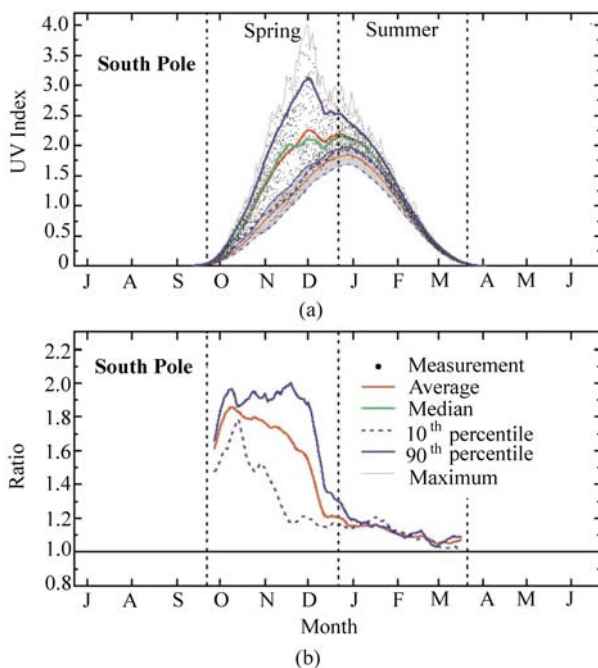 4.0
Spring Summer
3.5
South Pole
3.0
2.5
UV Index
2.0
1.5
1.0
0.5
0
J A S O N D J F M A M J
(a)
2.2
South Pole
• Measurement
2.0
Average
1.8
Median
10th percentile
1.6
90th percentile
Ratio
1.4
Maximum
1.2
1.0
0.8
J A S O N D J F M A M J
Month
(b)